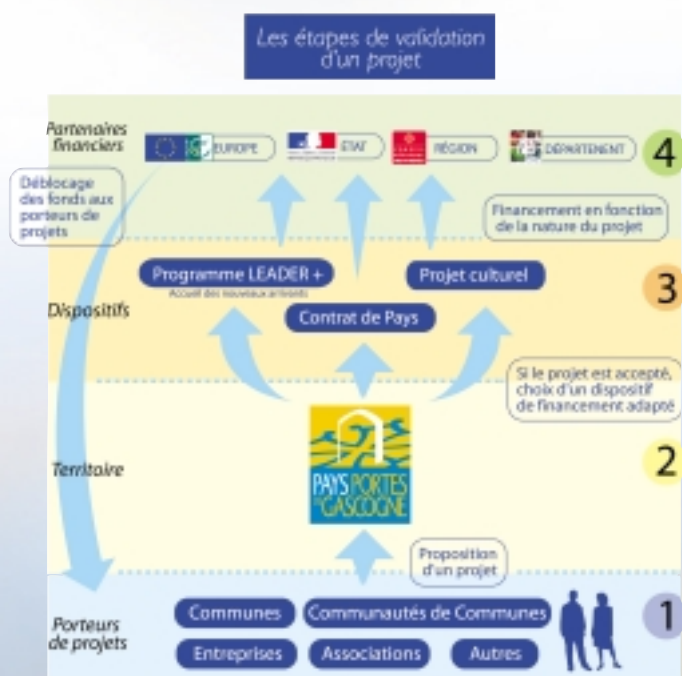 Les étapes de validation
d'un projet
Partenaires
financiers
EUROPE
ÉTAT
RÉGION
DÉPARTEMENT
4
Déblocage
des fonds aux
porteurs de
projets
Financement en fonction
de la nature du projet
Programme LEADER +
Accueil des nouveaux arrivants
Projet culturel
3
Dispositifs
Contrat de Pays
Si le projet est accepté,
choix d'un dispositif
de financement adapté
Territoire
PAYS PORTES
DE GASCOGNE
2
Proposition
d'un projet
Communes
Communautés de Communes
1
Porteurs
de projets
Entreprises
Associations
Autres